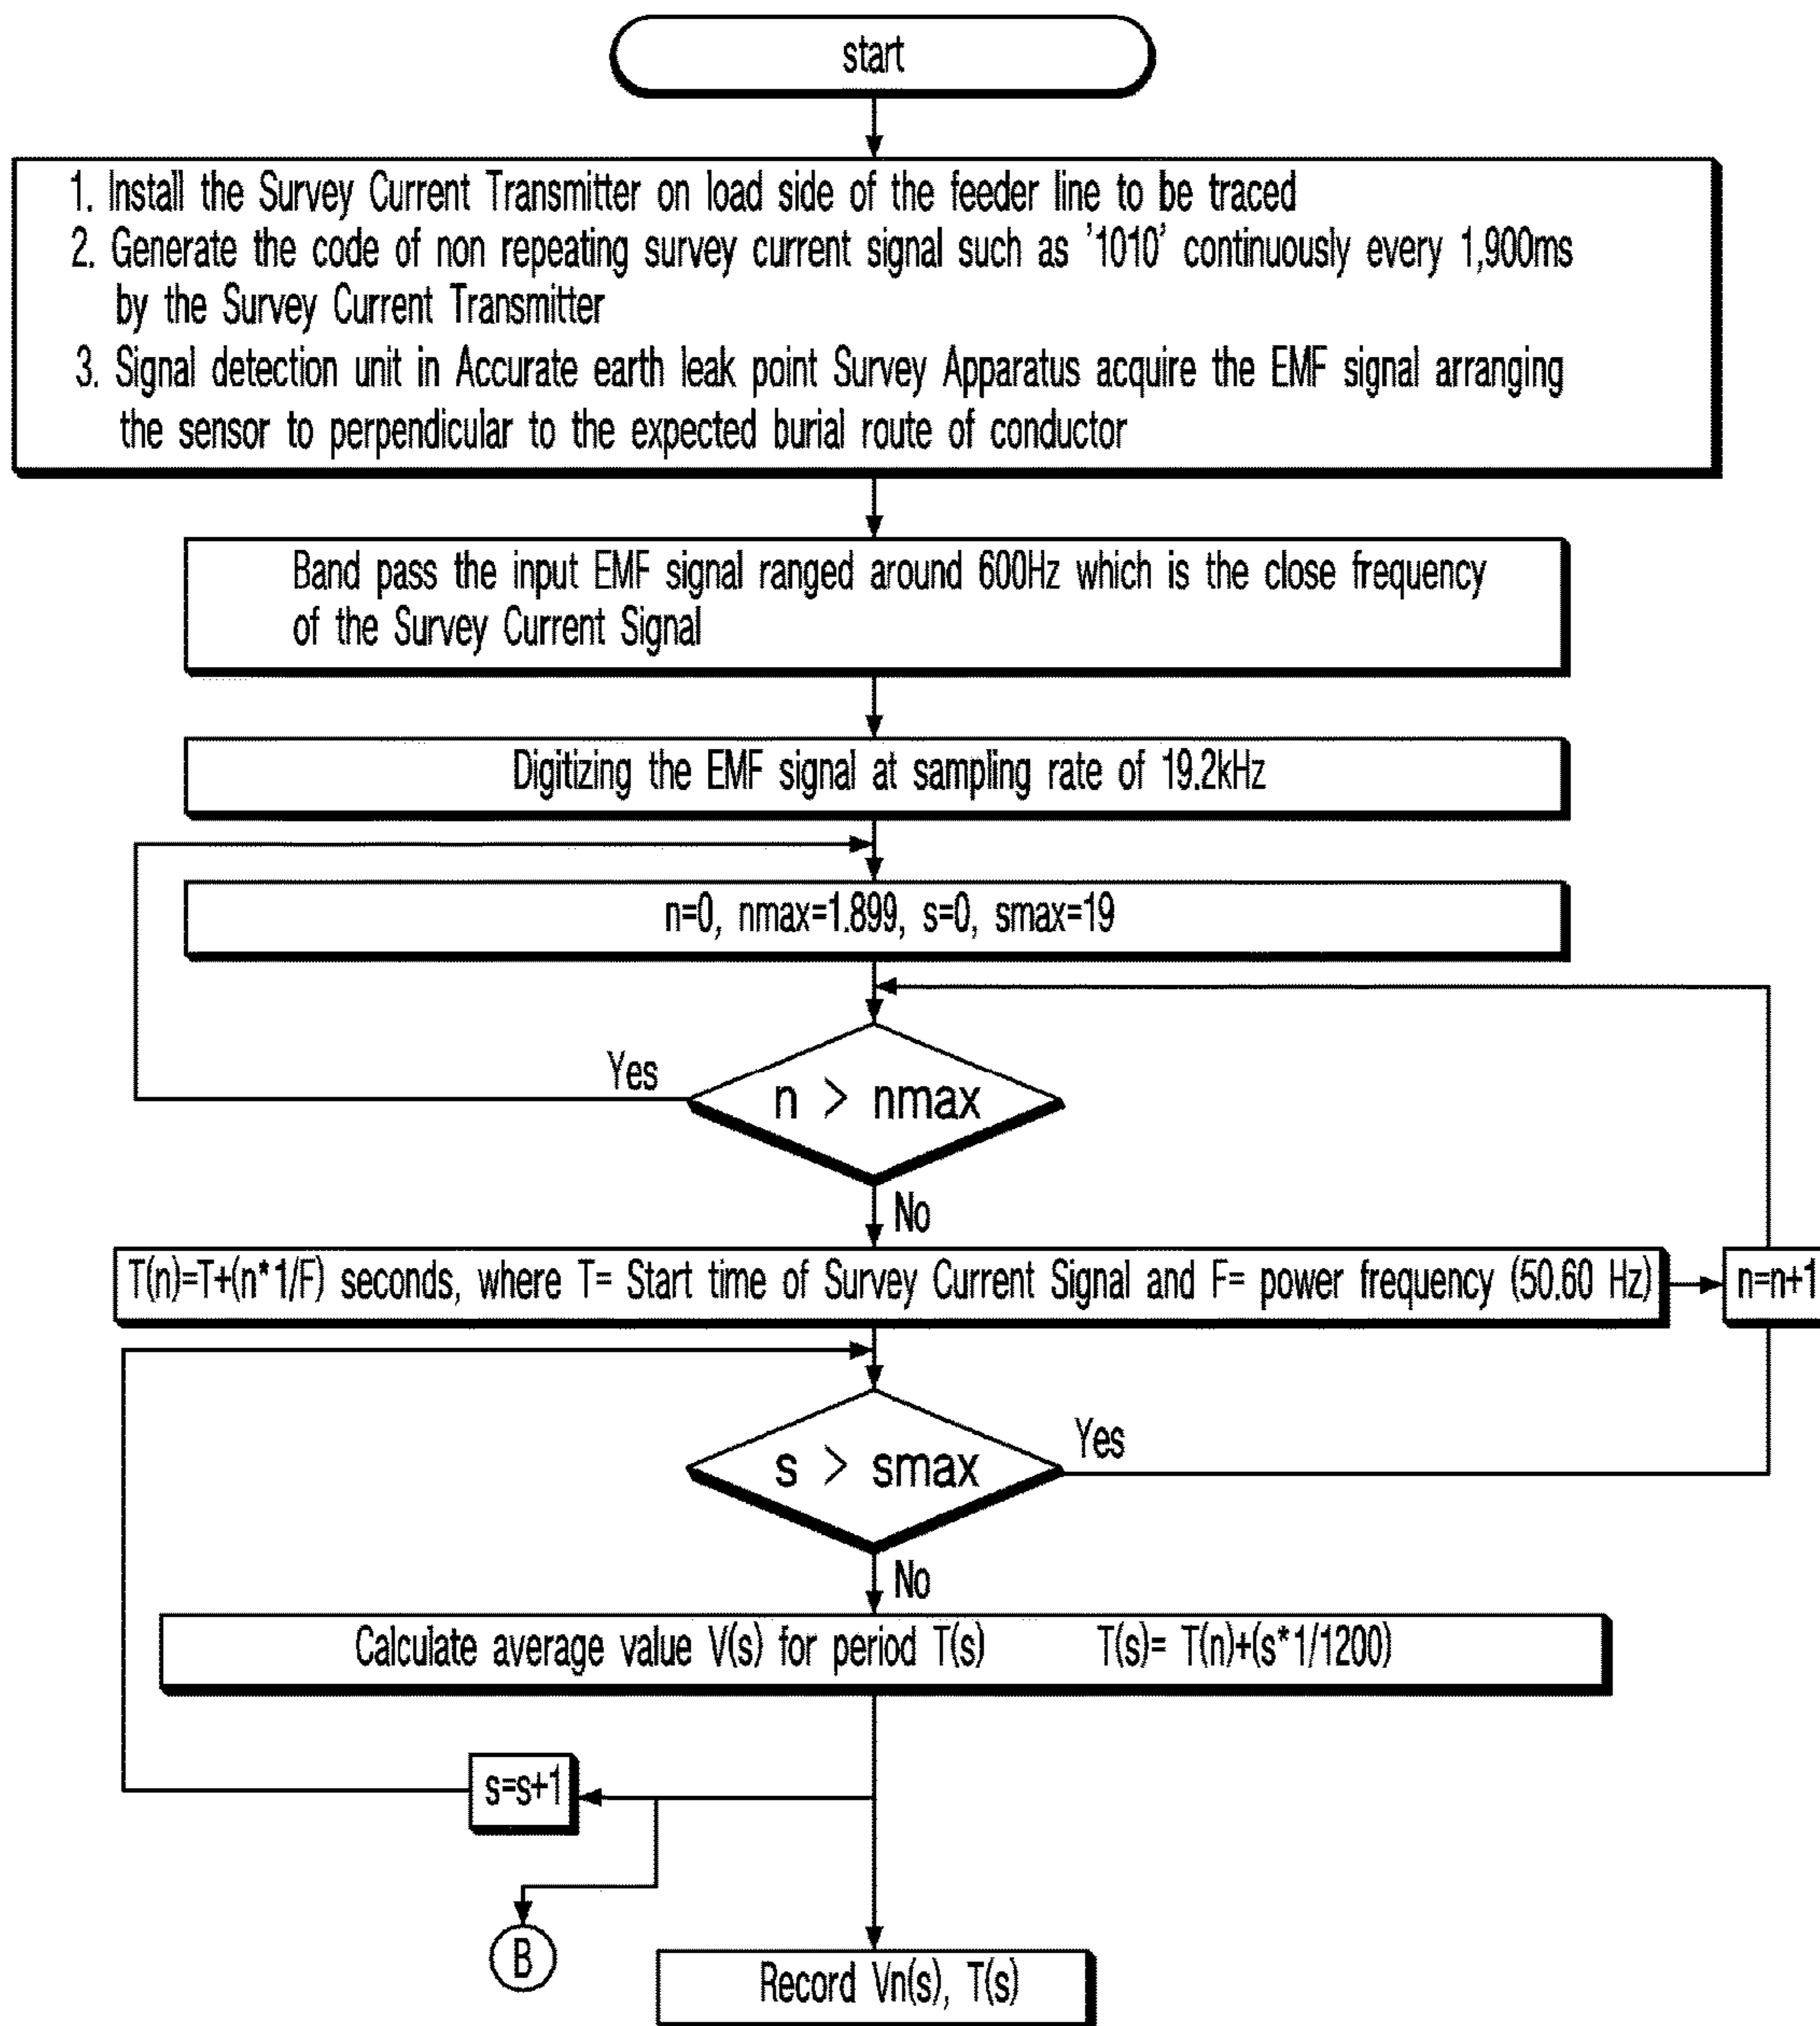 start
1. Install the Survey Current Transmitter on load side of the feeder line to be traced
2. Generate the code of non repeating survey current signal such as '1010' continuously every 1,900ms
by the Survey Current Transmitter
3. Signal detection unit in Accurate earth leak point Survey Apparatus acquire the EMF signal arranging
the sensor to perpendicular to the expected burial route of conductor
Band pass the input EMF signal ranged around 600Hz which is the close frequency
of the Survey Current Signal
Digitizing the EMF signal at sampling rate of 19.2kHz
n=0, nmax=1.899, s=0, smax=19
Yes
n > nmax
No
T(n)=T+(n*1/F) seconds, where T= Start time of Survey Current Signal and F= power frequency (50.60 Hz)
n=n+1
s > smax
Yes
No
Calculate average value V(s) for period T(s) T(s)= T(n)+(s*1/1200)
s=s+1
B
Record Vn(s), T(s)